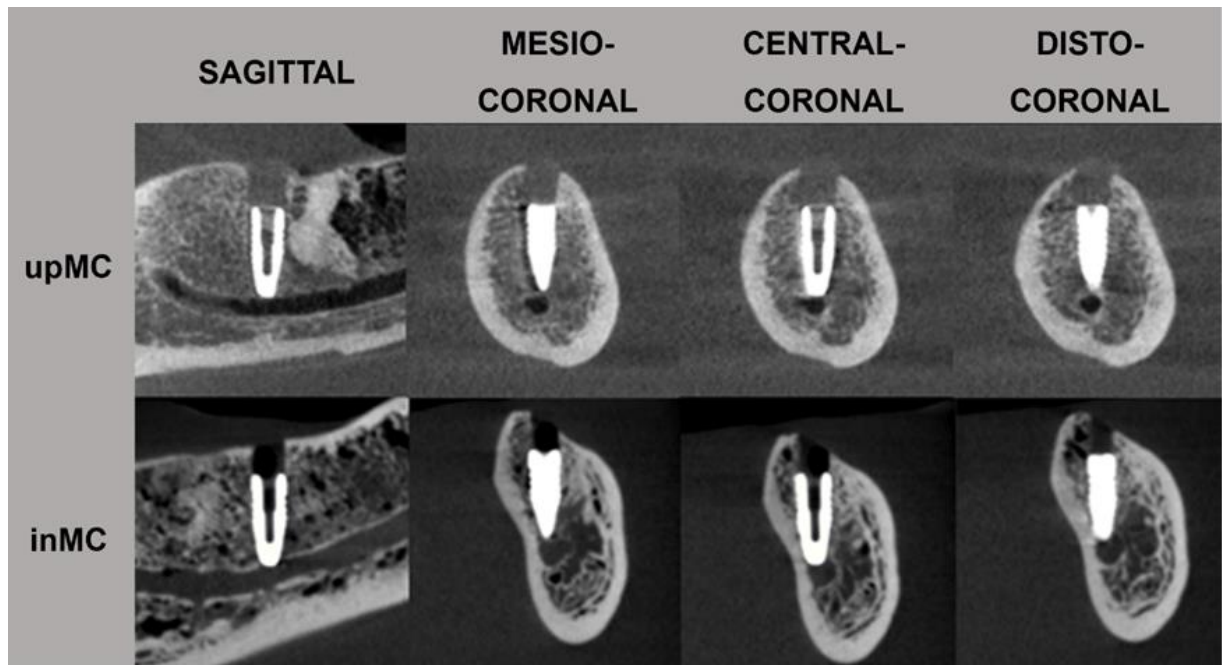 SAGITTAL
MESIO-
CORONAL
CENTRAL-
CORONAL
DISTO-
CORONAL
upMC
inMC